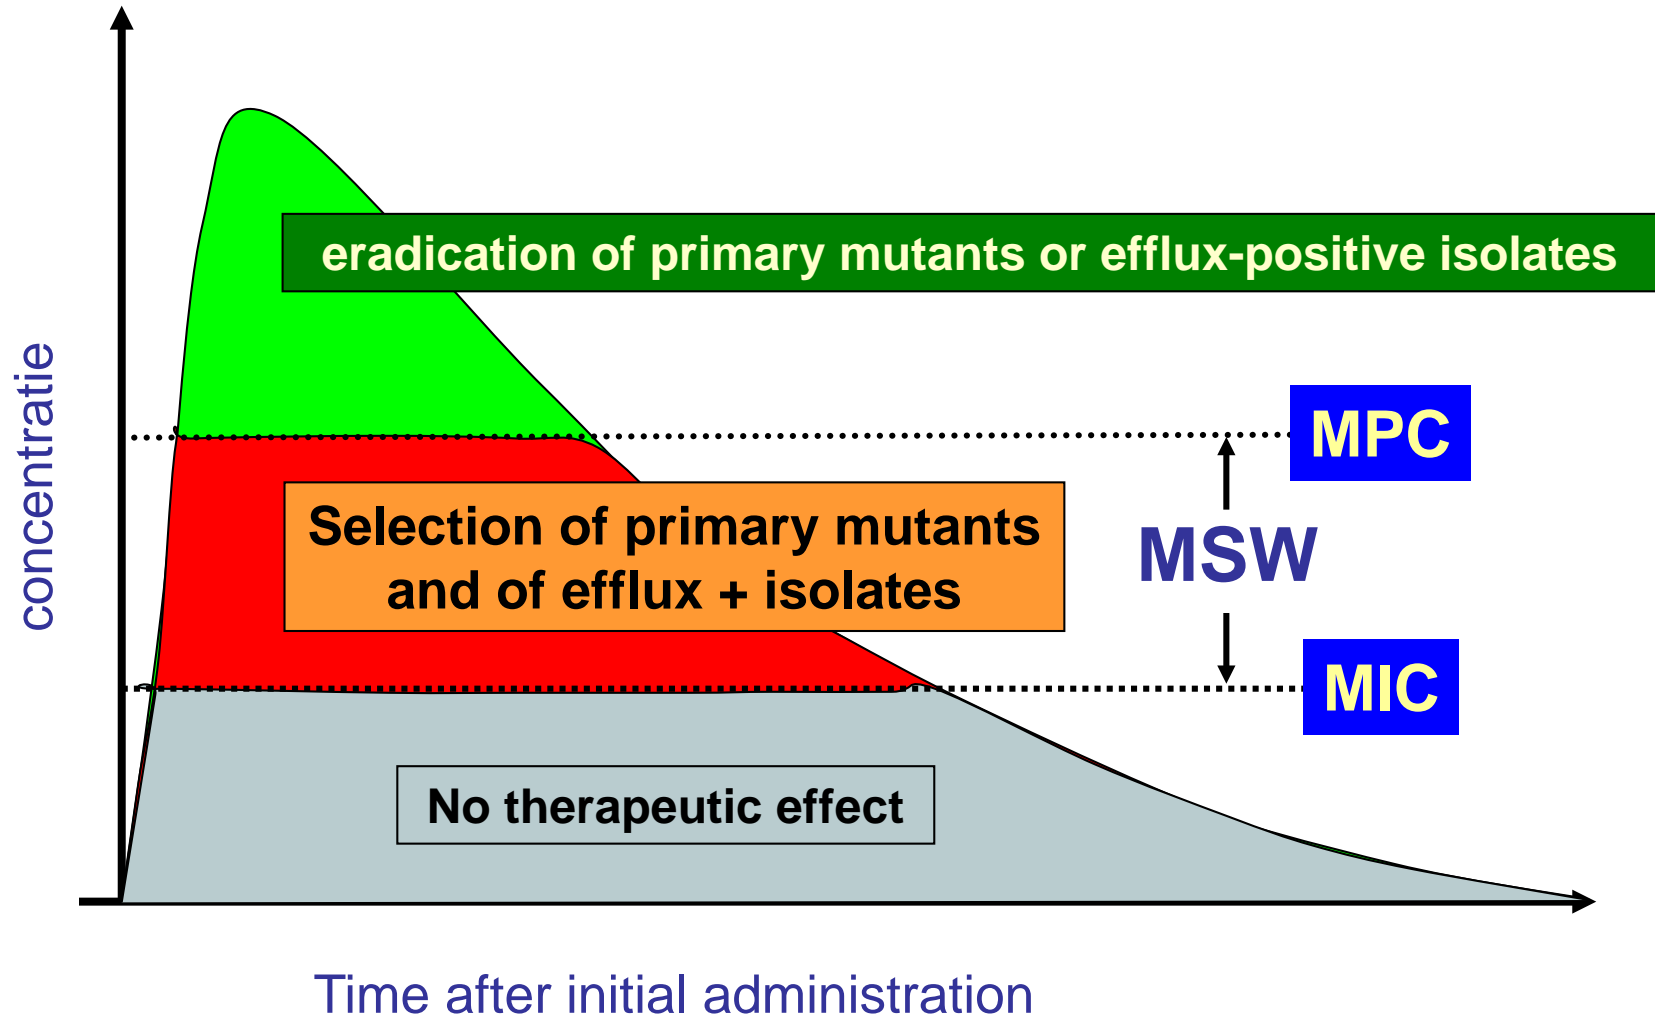 eradication of primary mutants or efflux-positive isolates
concentratie
MPC
Selection of primary mutants
and of efflux + isolates
MSW
MIC
No therapeutic effect
Time after initial administration